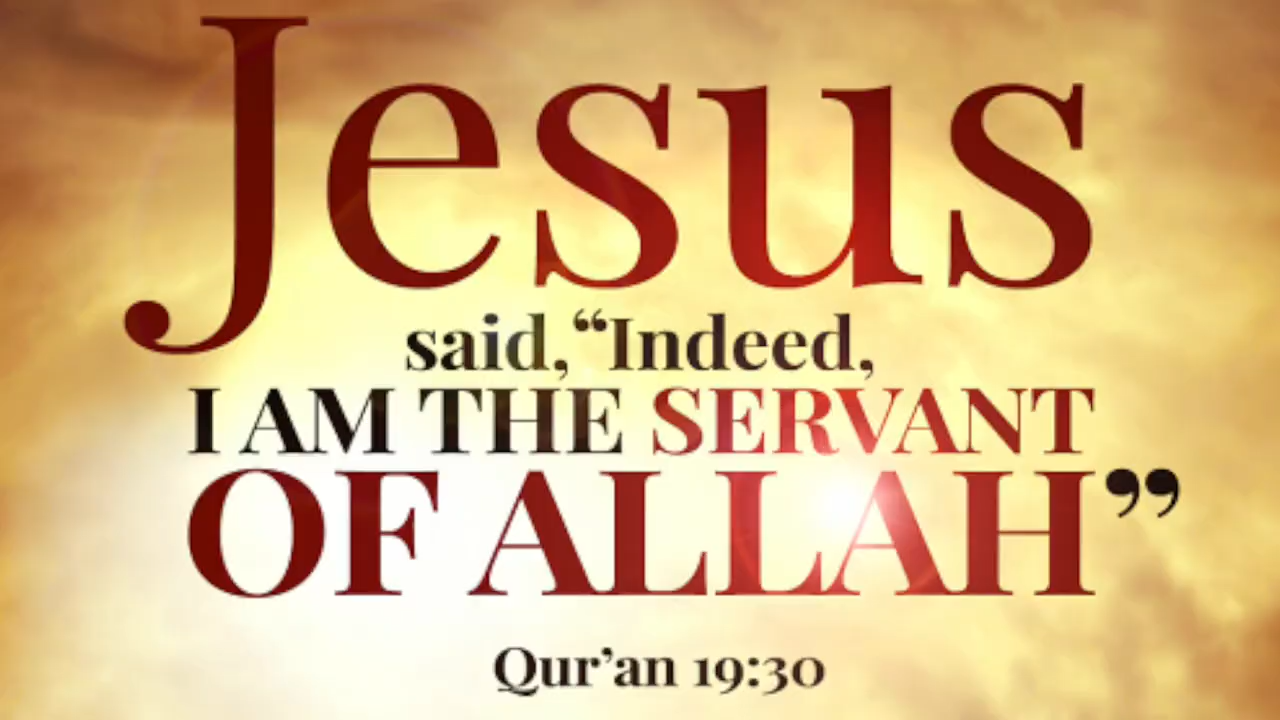 Jesus
said, “Indeed,
I AM THE SERVANT
OF ALLAH”
Qur’an 19:30